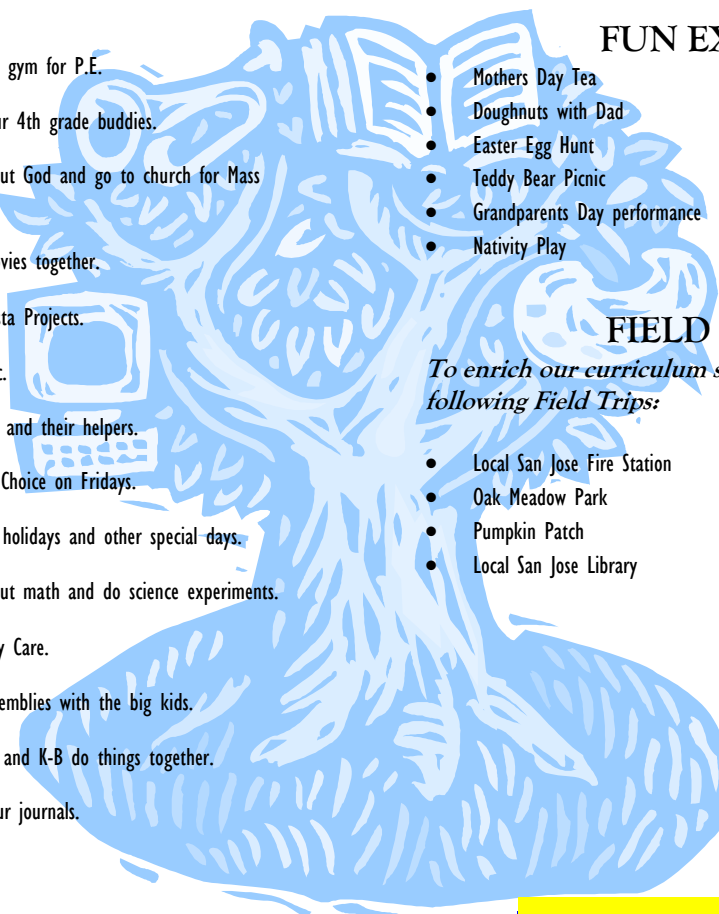 gym for P.E.
ur 4th grade buddies.
out God and go to church for Mass
vies together.
sta Projects.
t.
and their helpers.
Choice on Fridays.
holidays and other special days.
out math and do science experiments.
y Care.
emblies with the big kids.
and K-B do things together.
ur journals.
FUN EX
• Mothers Day Tea
• Doughnuts with Dad
• Easter Egg Hunt
• Teddy Bear Picnic
• Grandparents Day performance
• Nativity Play
FIELD
To enrich our curriculum s
following Field Trips:
• Local San Jose Fire Station
• Oak Meadow Park
• Pumpkin Patch
• Local San Jose Library